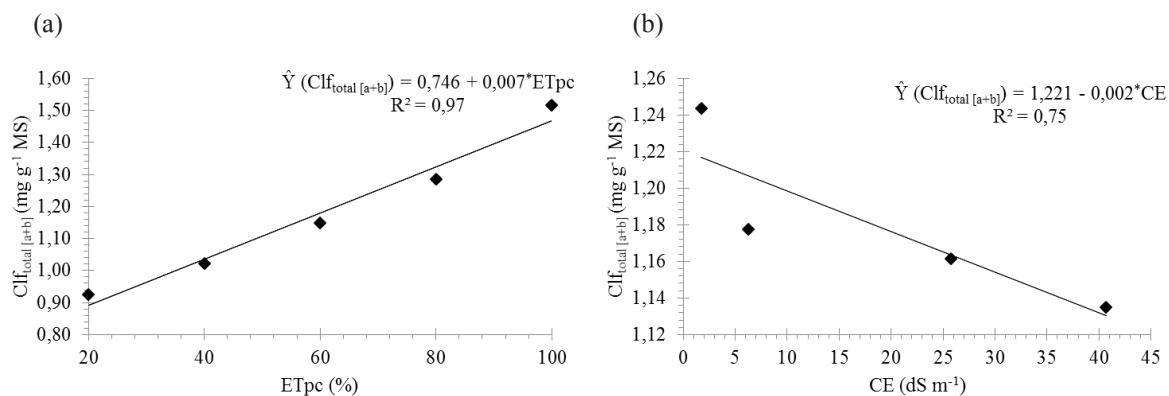 (a)
Ŷ (Clf_total [a+b]) = 0,746 + 0,007*ETpc
R² = 0,97
Clf_total [a+b] (mg g⁻¹ MS)
1,60
1,50
1,40
1,30
1,20
1,10
1,00
0,90
0,80
20 40 60 80 100
ETpc (%)
(b)
Ŷ (Clf_total [a+b]) = 1,221 - 0,002*CE
R² = 0,75
Clf_total [a+b] (mg g⁻¹ MS)
1,26
1,24
1,22
1,20
1,18
1,16
1,14
1,12
0 5 10 15 20 25 30 35 40 45
CE (dS m⁻¹)